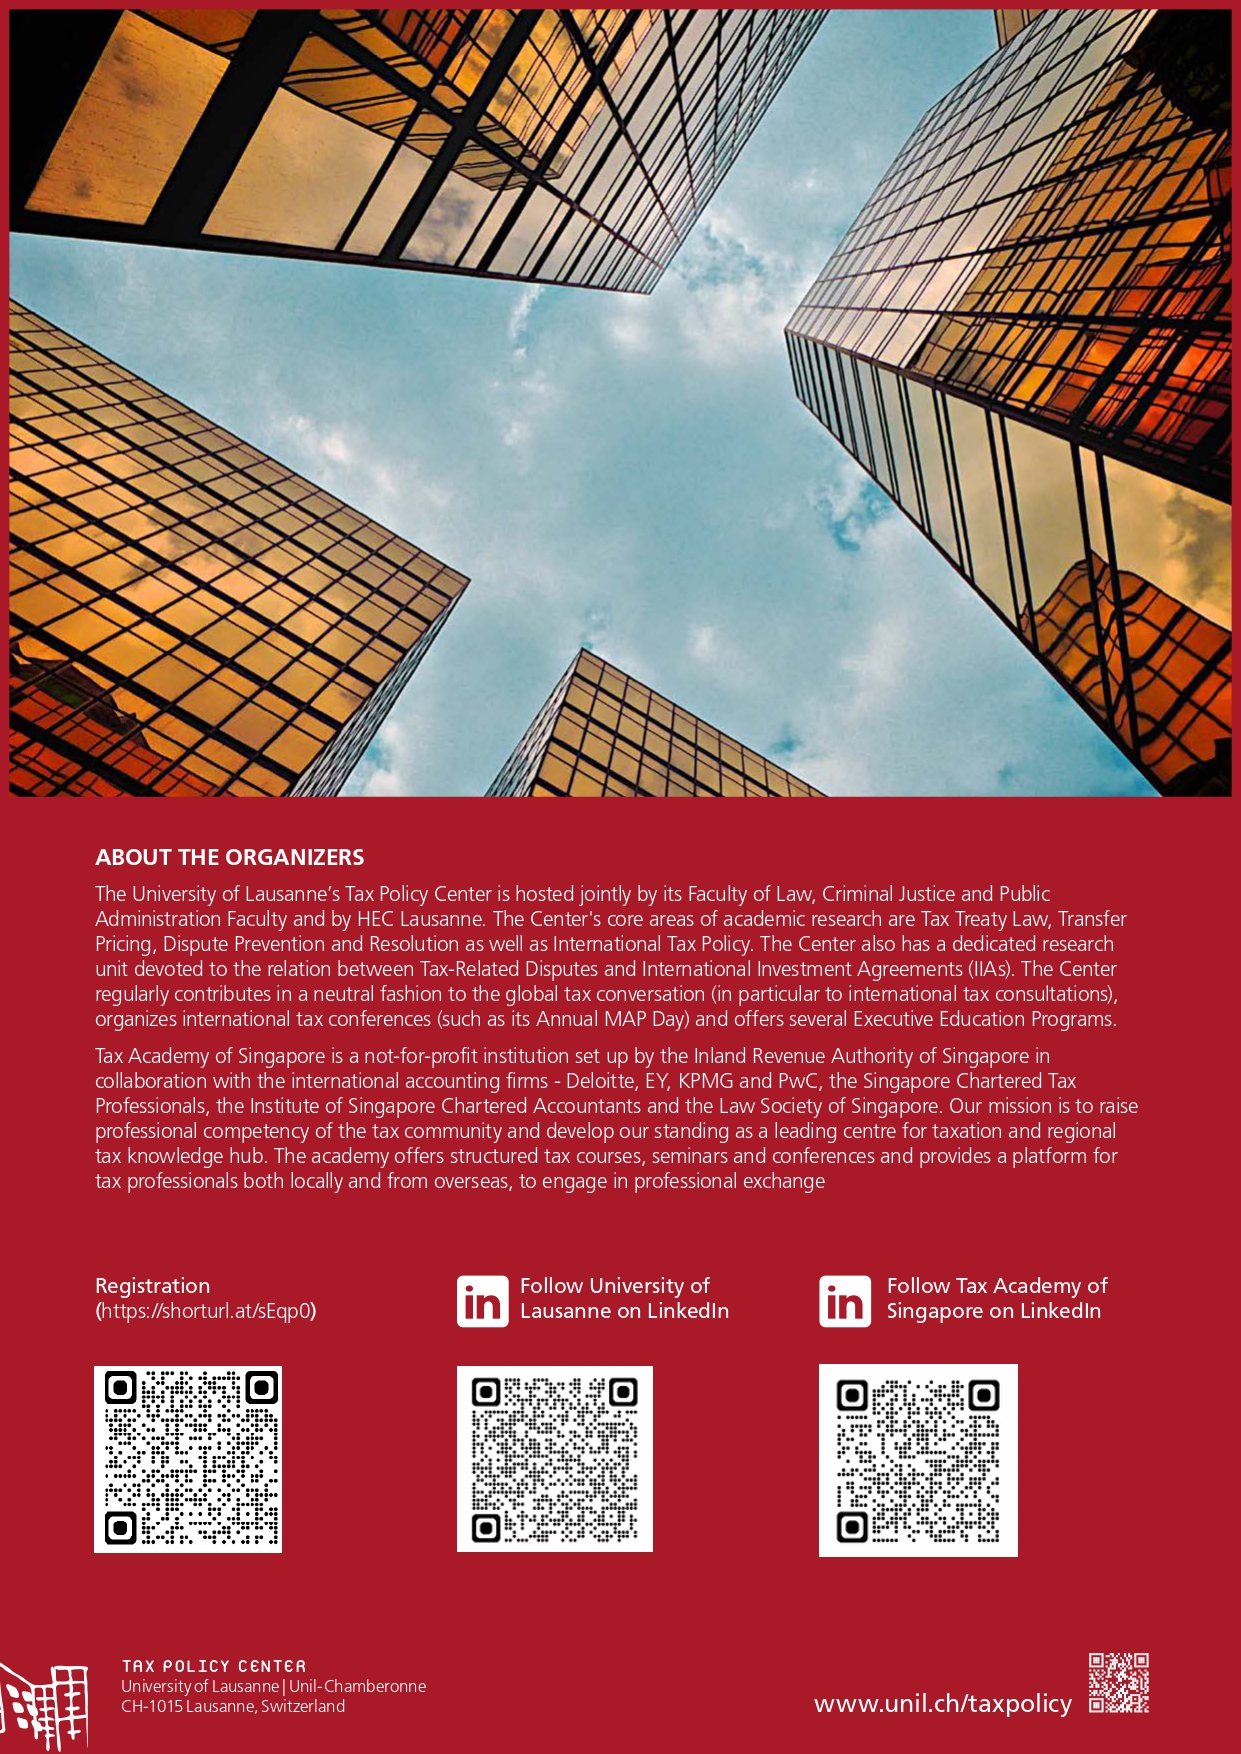 ABOUT THE ORGANIZERS
The University of Lausanne’s Tax Policy Center is hosted jointly by its Faculty of Law, Criminal Justice and Public
Administration Faculty and by HEC Lausanne. The Center's core areas of academic research are Tax Treaty Law, Transfer
Pricing, Dispute Prevention and Resolution as well as International Tax Policy. The Center also has a dedicated research
unit devoted to the relation between Tax-Related Disputes and International Investment Agreements (IIAs). The Center
regularly contributes in a neutral fashion to the global tax conversation (in particular to international tax consultations),
organizes international tax conferences (such as its Annual MAP Day) and offers several Executive Education Programs.
Tax Academy of Singapore is a not-for-profit institution set up by the Inland Revenue Authority of Singapore in
collaboration with the international accounting firms - Deloitte, EY, KPMG and PwC, the Singapore Chartered Tax
Professionals, the Institute of Singapore Chartered Accountants and the Law Society of Singapore. Our mission is to raise
professional competency of the tax community and develop our standing as a leading centre for taxation and regional
tax knowledge hub. The academy offers structured tax courses, seminars and conferences and provides a platform for
tax professionals both locally and from overseas, to engage in professional exchange
Registration
(https://shorturl.at/sEqp0)
in
Follow University of
Lausanne on LinkedIn
in
Follow Tax Academy of
Singapore on LinkedIn
TAX POLICY CENTER
University of Lausanne | Unil-Chamberonne
CH-1015 Lausanne, Switzerland
www.unil.ch/taxpolicy